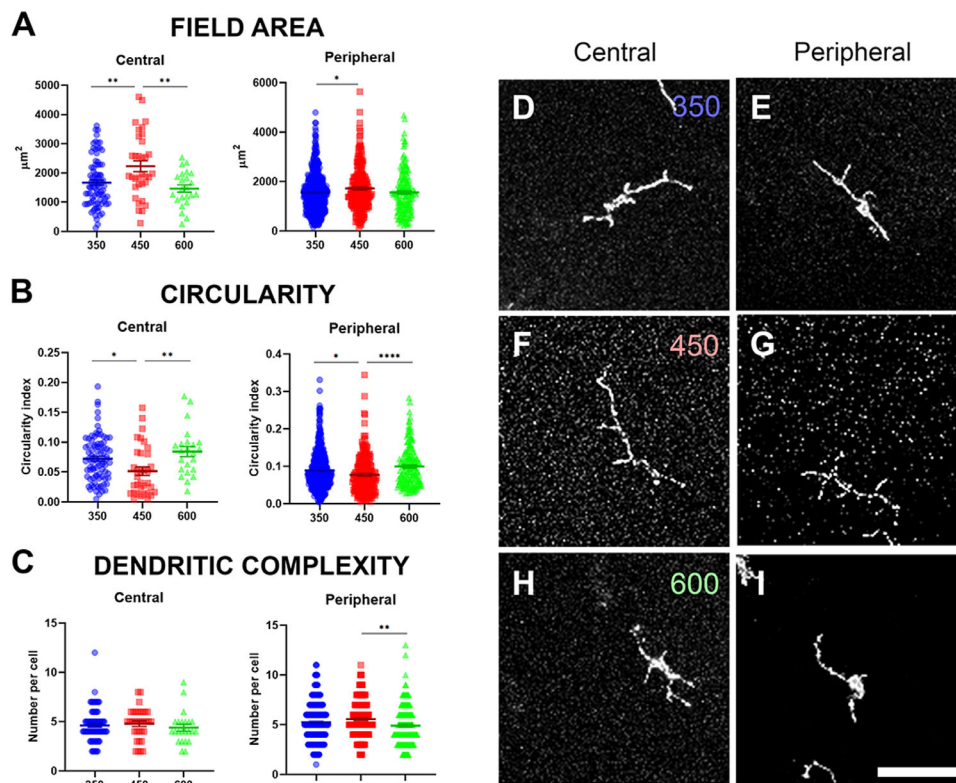 A FIELD AREA
Central
** **
5000
4000
3000
2000
1000
0
µm²
350 450 600
Peripheral
*
6000
4000
2000
0
µm²
350 450 600
B CIRCULARITY
Central
* **
0.25
0.20
0.15
0.10
0.05
0.00
Circularity index
350 450 600
Peripheral
* ****
0.4
0.3
0.2
0.1
0.0
Circularity index
350 450 600
C DENDRITIC COMPLEXITY
Central
15
10
5
0
Number per cell
350 450 600
Peripheral
**
15
10
5
0
Number per cell
Central Peripheral
D 350 E
F 450 G
H 600 I